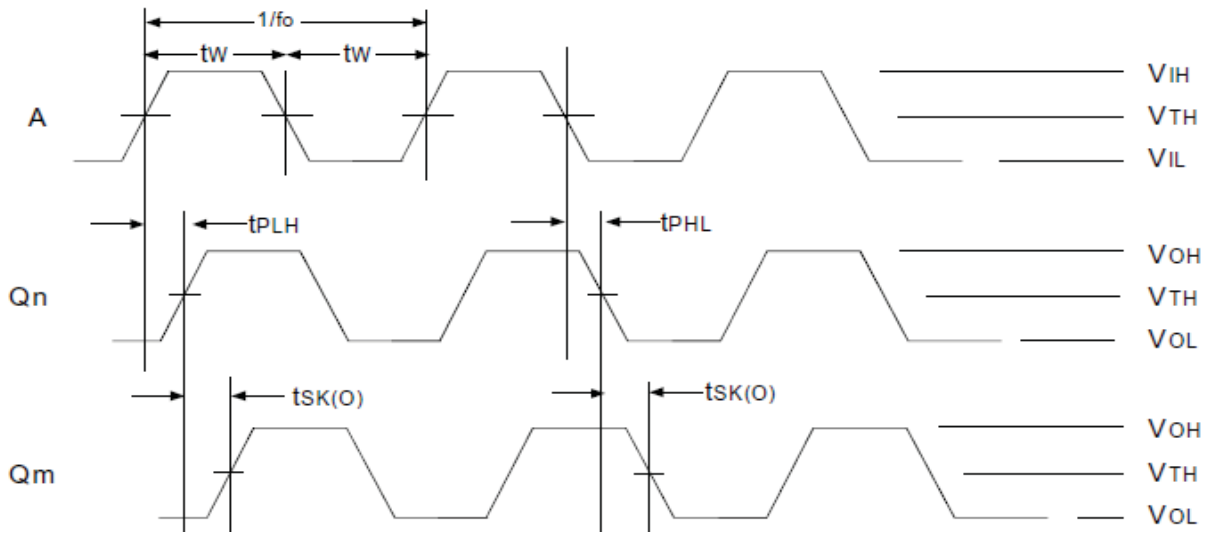 1/fo
tW tW
VIH
A VTH
VIL
tPLH tPHL
VOH
Qn VTH
VOL
tSK(O) tSK(O)
VOH
Qm VTH
VOL